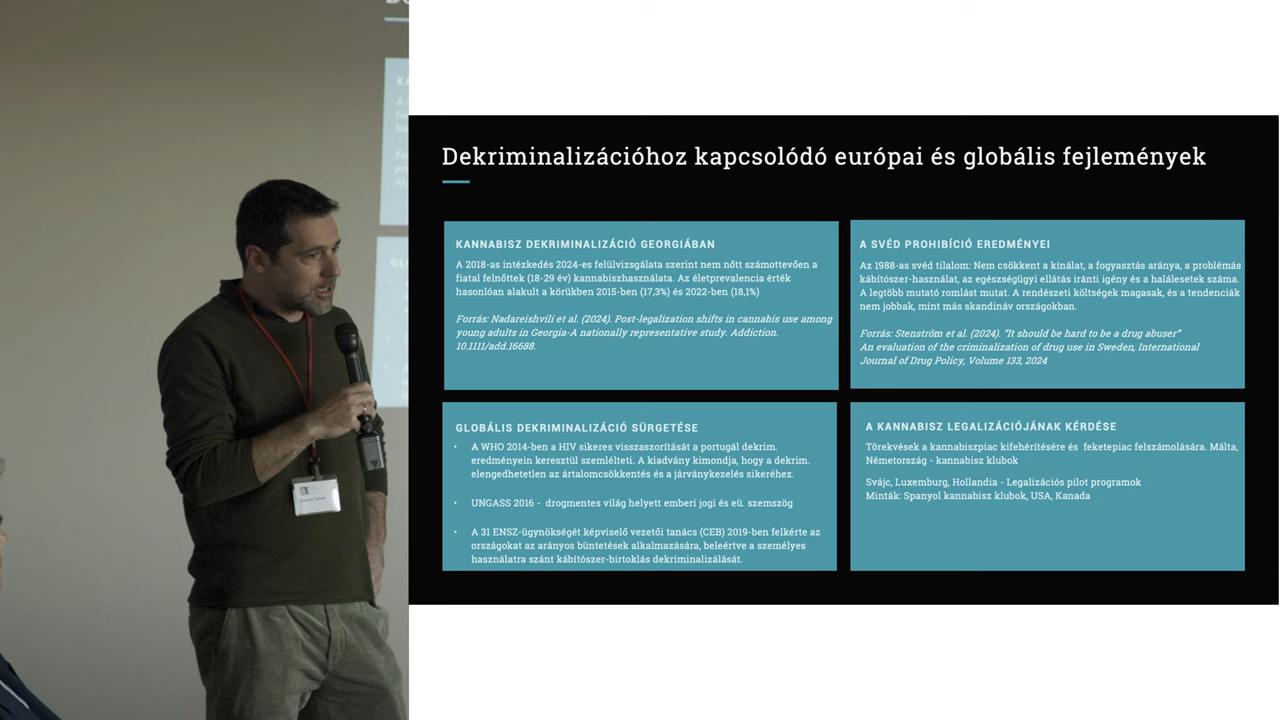 Dekriminalizációhoz kapcsolódó európai és globális fejlemények
KANNABISZ DEKRIMINALIZÁCIÓ GEORGIÁBAN
A 2018-as intézkedés 2024-es felülvizsgálata szerint nem nőtt számottevően a
fiatal felnőttek (18-29 év) kannabiszhasználata. Az életprevalencia érték
hasonlóan alakult a körükben 2015-ben (17,3%) és 2022-ben (18,1%)
Forrás: Nadareishvili et al. (2024). Post-legalization shifts in cannabis use among
young adults in Georgia-A nationally representative study. Addiction.
10.1111/add.16688.
A SVÉD PROHIBÍCIÓ EREDMÉNYEI
Az 1988-as svéd tilalom: Nem csökkent a kínálat, a fogyasztás aránya, a problémás
kábítószer-használat, az egészségügyi ellátás iránti igény és a halálesetek száma.
A legtöbb mutató romlást mutat. A rendészeti költségek magasak, és a tendenciák
nem jobbak, mint más skandináv országokban.
Forrás: Stenström et al. (2024). "It should be hard to be a drug abuser"
An evaluation of the criminalization of drug use in Sweden, International
Journal of Drug Policy, Volume 133, 2024
GLOBÁLIS DEKRIMINALIZÁCIÓ SÜRGETÉSE
• A WHO 2014-ben a HIV sikeres visszaszorítását a portugál dekrim.
eredményein keresztül szemlélteti. A kiadvány kimondja, hogy a dekrim.
elengedhetetlen az ártalomcsökkentés és a járványkezelés sikeréhez.
• UNGASS 2016 - drogmentes világ helyett emberi jogi és eü. szemszög
• A 31 ENSZ-ügynökségét képviselő vezetői tanács (CEB) 2019-ben felkérte az
országokat az arányos büntetések alkalmazására, beleértve a személyes
használatra szánt kábítószer-birtoklás dekriminalizálását.
A KANNABISZ LEGALIZÁCIÓJÁNAK KÉRDÉSE
Törekvések a kannabiszpiac kifehérítésére és feketepiac felszámolására. Málta,
Németország - kannabisz klubok
Svájc, Luxemburg, Hollandia - Legalizációs pilot programok
Minták: Spanyol kannabisz klubok, USA, Kanada